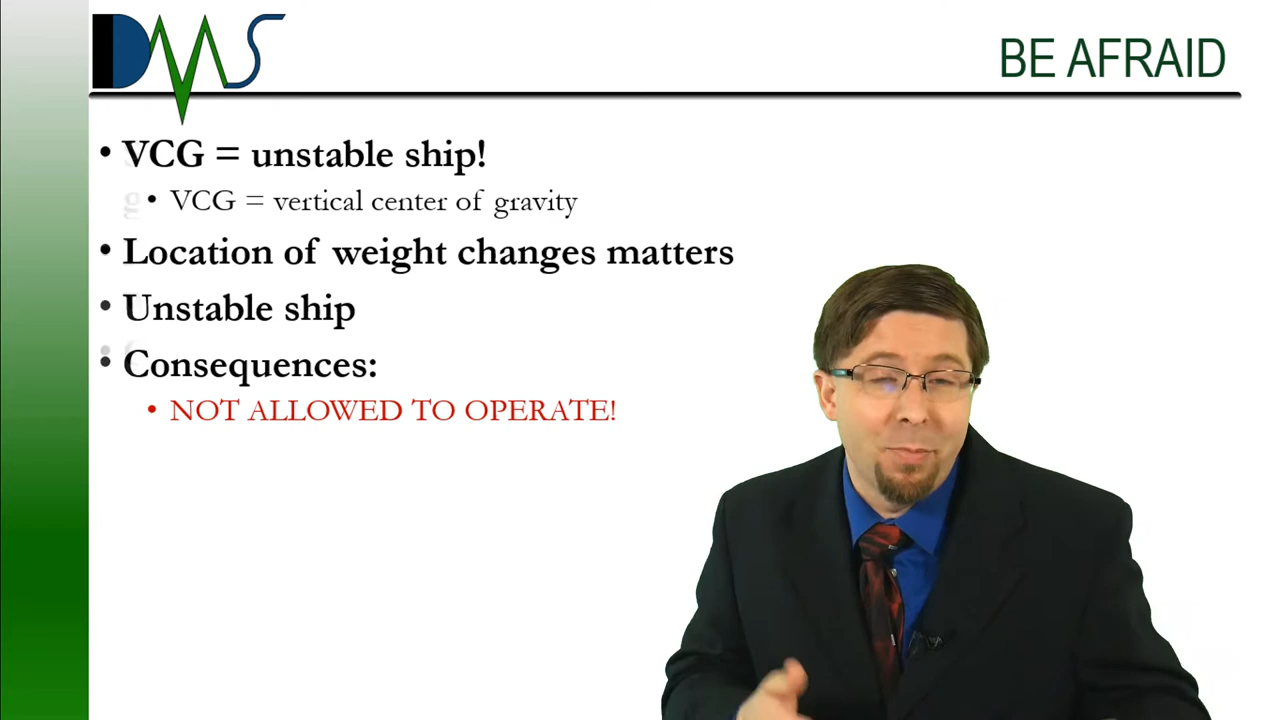 DMS
BE AFRAID
• VCG = unstable ship!
• VCG = vertical center of gravity
• Location of weight changes matters
• Unstable ship
• Consequences:
• NOT ALLOWED TO OPERATE!